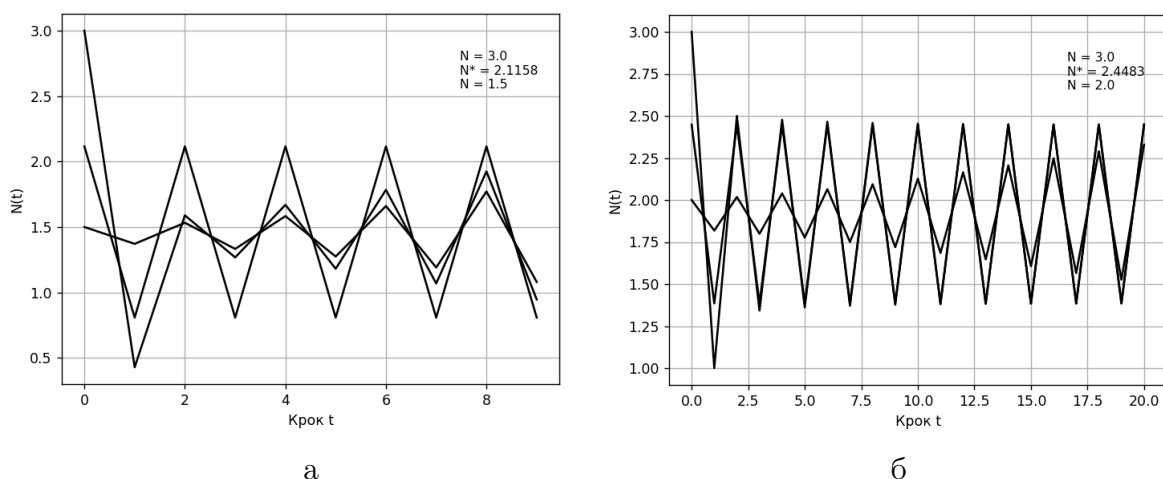 3.0
2.5
2.0
1.5
1.0
0.5
N(t)
N = 3.0
N* = 2.1158
N = 1.5
0 2 4 6 8
Крок t
а
3.00
2.75
2.50
2.25
2.00
1.75
1.50
1.25
1.00
N(t)
N = 3.0
N* = 2.4483
N = 2.0
0.0 2.5 5.0 7.5 10.0 12.5 15.0 17.5 20.0
Крок t
б